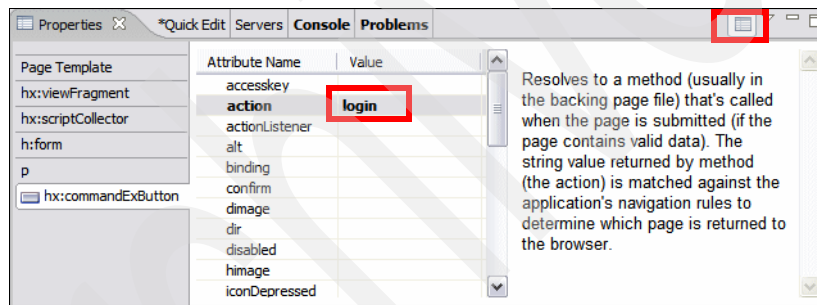 Properties *Quick Edit Servers Console Problems
Page Template
hx:viewFragment
hx:scriptCollector
h:form
p
hx:commandExButton
Attribute Name Value
accesskey
action login
actionListener
alt
binding
confirm
dimage
dir
disabled
himage
iconDepressed
Resolves to a method (usually in
the backing page file) that's called
when the page is submitted (if the
page contains valid data). The
string value returned by method
(the action) is matched against the
application's navigation rules to
determine which page is returned to
the browser.